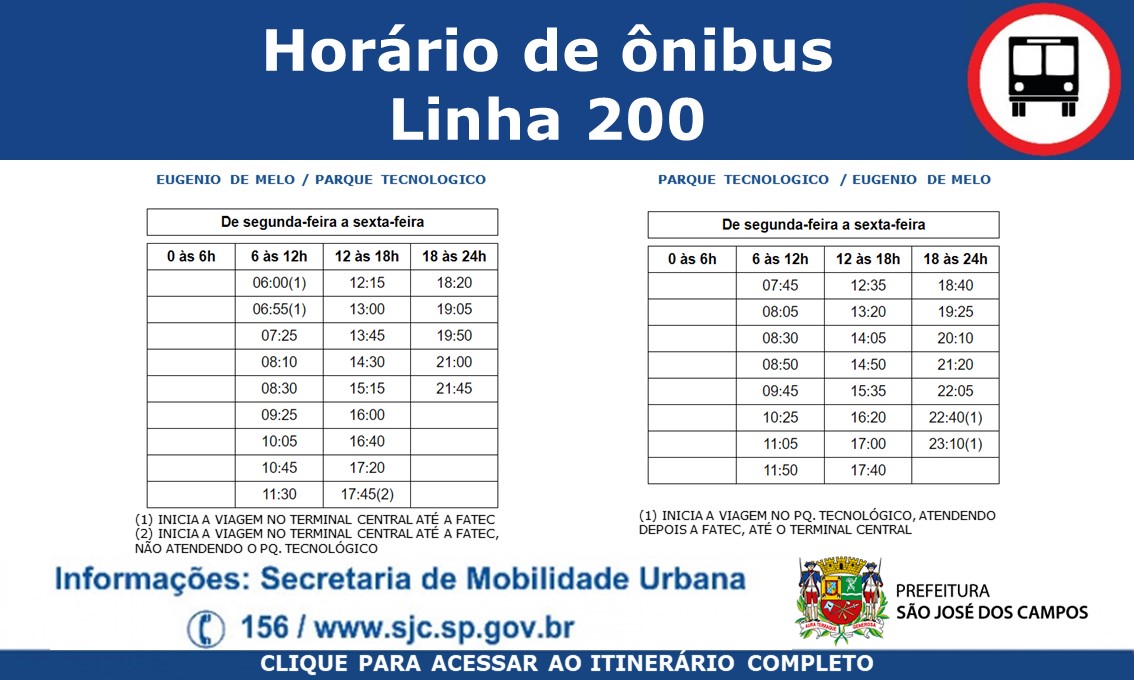 Horário de ônibus
Linha 200
EUGENIO DE MELO / PARQUE TECNOLOGICO
De segunda-feira a sexta-feira
0 às 6h 6 às 12h 12 às 18h 18 às 24h
06:00(1) 12:15 18:20
06:55(1) 13:00 19:05
07:25 13:45 19:50
08:10 14:30 21:00
08:30 15:15 21:45
09:25 16:00
10:05 16:40
10:45 17:20
11:30 17:45(2)
(1) INICIA A VIAGEM NO TERMINAL CENTRAL ATÉ A FATEC
(2) INICIA A VIAGEM NO TERMINAL CENTRAL ATÉ A FATEC,
NÃO ATENDENDO O PQ. TECNOLÓGICO
PARQUE TECNOLOGICO / EUGENIO DE MELO
De segunda-feira a sexta-feira
0 às 6h 6 às 12h 12 às 18h 18 às 24h
07:45 12:35 18:40
08:05 13:20 19:25
08:30 14:05 20:10
08:50 14:50 21:20
09:45 15:35 22:05
10:25 16:20 22:40(1)
11:05 17:00 23:10(1)
11:50 17:40
(1) INICIA A VIAGEM NO PQ. TECNOLÓGICO, ATENDENDO
DEPOIS A FATEC, ATÉ O TERMINAL CENTRAL
Informações: Secretaria de Mobilidade Urbana
156 / www.sjc.sp.gov.br
AURA TERRAQUE GENEROSA
PREFEITURA
SÃO JOSÉ DOS CAMPOS
CLIQUE PARA ACESSAR AO ITINERÁRIO COMPLETO